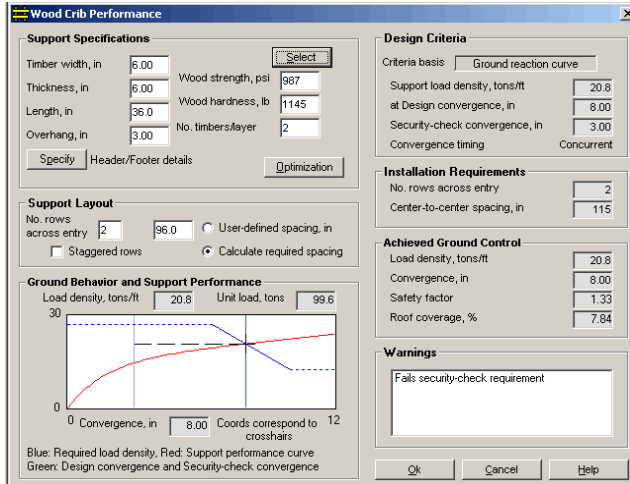 Wood Crib Performance
Support Specifications
Select
Timber width, in 6.00
Wood strength, psi 987
Thickness, in 6.00
Wood hardness, lb 1145
Length, in 36.0
No. timbers/layer 2
Overhang, in 3.00
Specify Header/Footer details
Optimization
Support Layout
No. rows across entry 2 96.0
User-defined spacing, in
Staggered rows
Calculate required spacing
Ground Behavior and Support Performance
Load density, tons/ft 20.8 Unit load, tons 99.6
30
0
0 Convergence, in 8.00 Coords correspond to crosshairs 12
Blue: Required load density, Red: Support performance curve
Green: Design convergence and Security-check convergence
Design Criteria
Criteria basis Ground reaction curve
Support load density, tons/ft 20.8
at Design convergence, in 8.00
Security-check convergence, in 3.00
Convergence timing Concurrent
Installation Requirements
No. rows across entry 2
Center-to-center spacing, in 115
Achieved Ground Control
Load density, tons/ft 20.8
Convergence, in 8.00
Safety factor 1.33
Roof coverage, % 7.84
Warnings
Fails security-check requirement
Ok Cancel Help